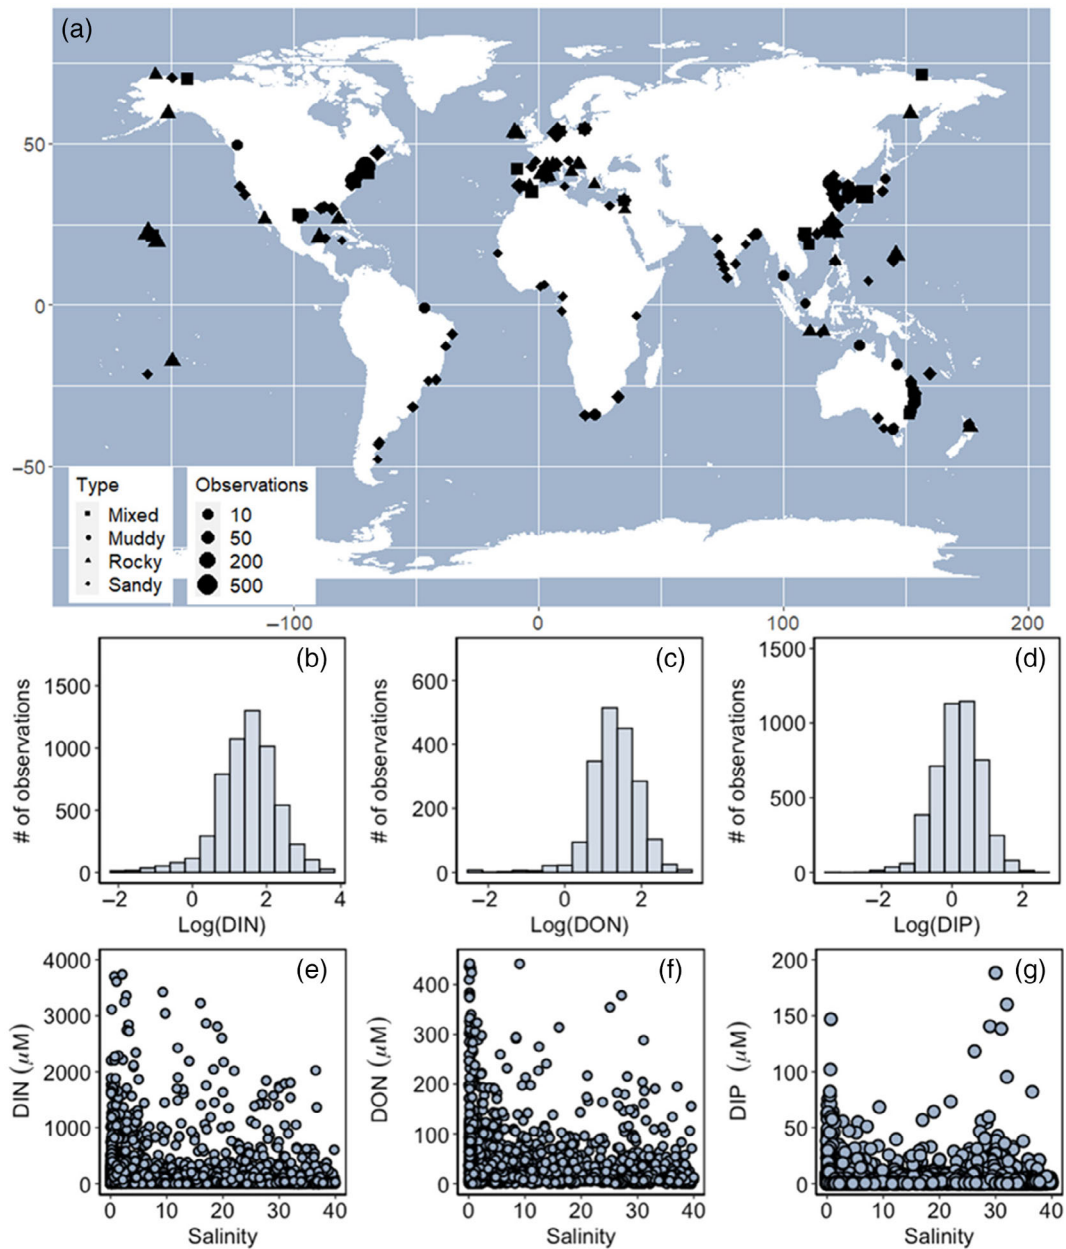 (a)
50
0
−50
Type
Mixed
Muddy
Rocky
Sandy
Observations
10
50
200
500
−100
0
100
200
(b)
# of observations
1500
1000
500
0
−2
0
2
4
Log(DIN)
(c)
# of observations
600
400
200
0
−2
0
2
Log(DON)
(d)
# of observations
1500
1000
500
0
−2
0
2
Log(DIP)
(e)
DIN (μM)
4000
3000
2000
1000
0
0
10
20
30
40
Salinity
(f)
DON (μM)
400
300
200
100
0
0
10
20
30
40
Salinity
(g)
DIP (μM)
200
150
100
50
0
0
10
20
30
40
Salinity